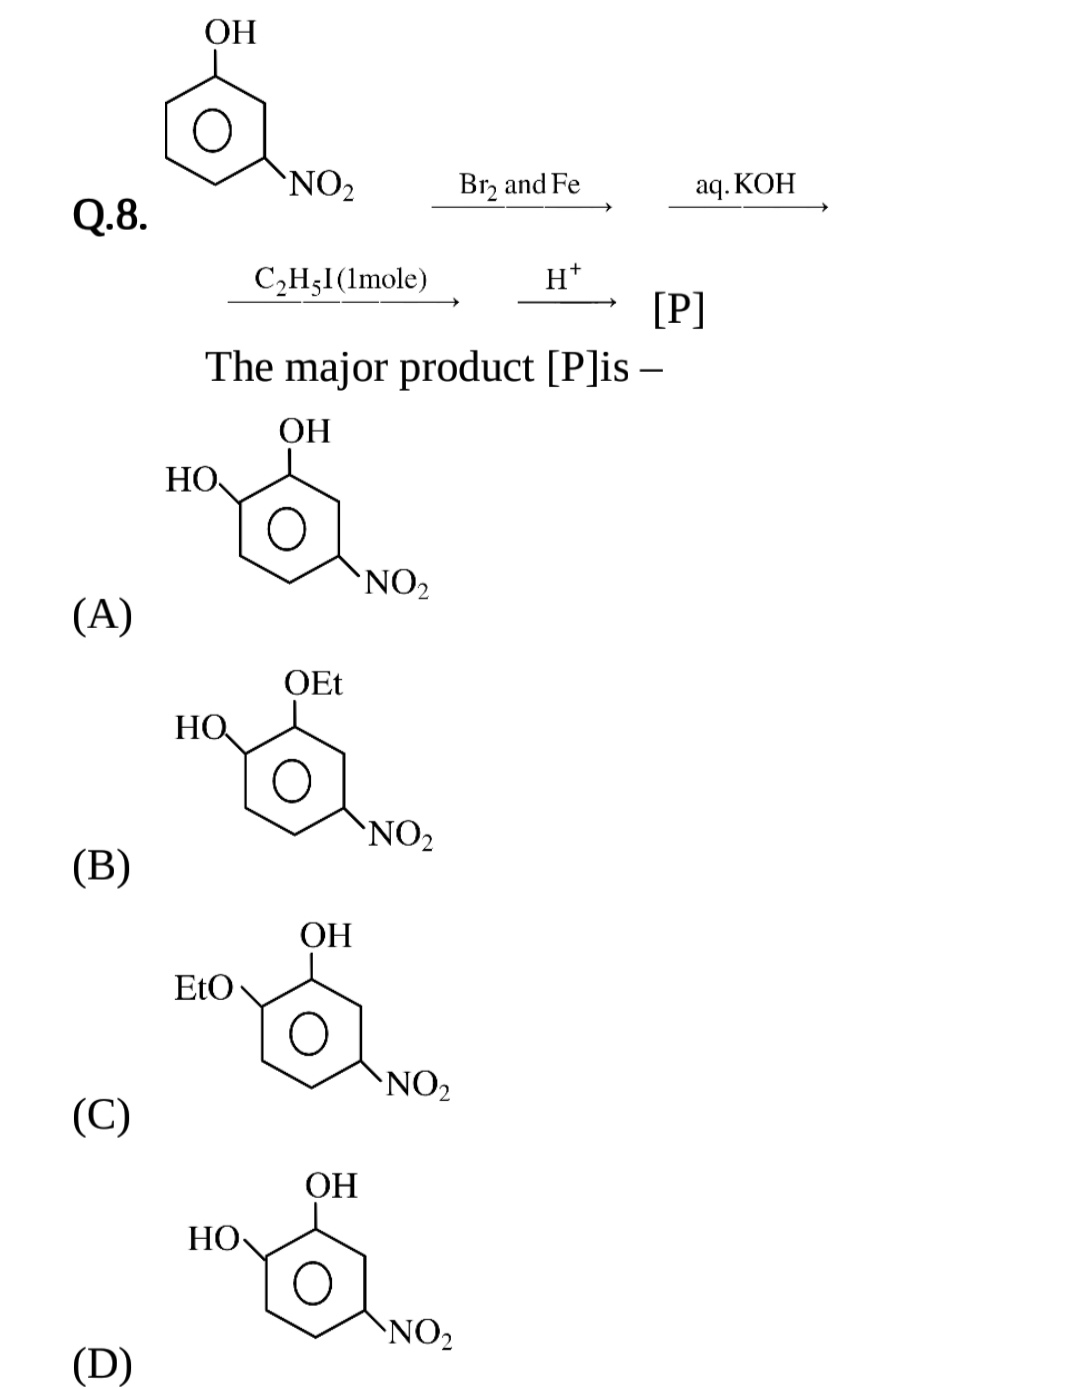 OH
NO₂
Br₂ and Fe
aq. KOH
Q.8.
C₂H₅I (1mole)
H⁺
[P]
The major product [P]is –
OH
HO
NO₂
(A)
OEt
HO
NO₂
(B)
OH
EtO
NO₂
(C)
OH
HO
NO₂
(D)